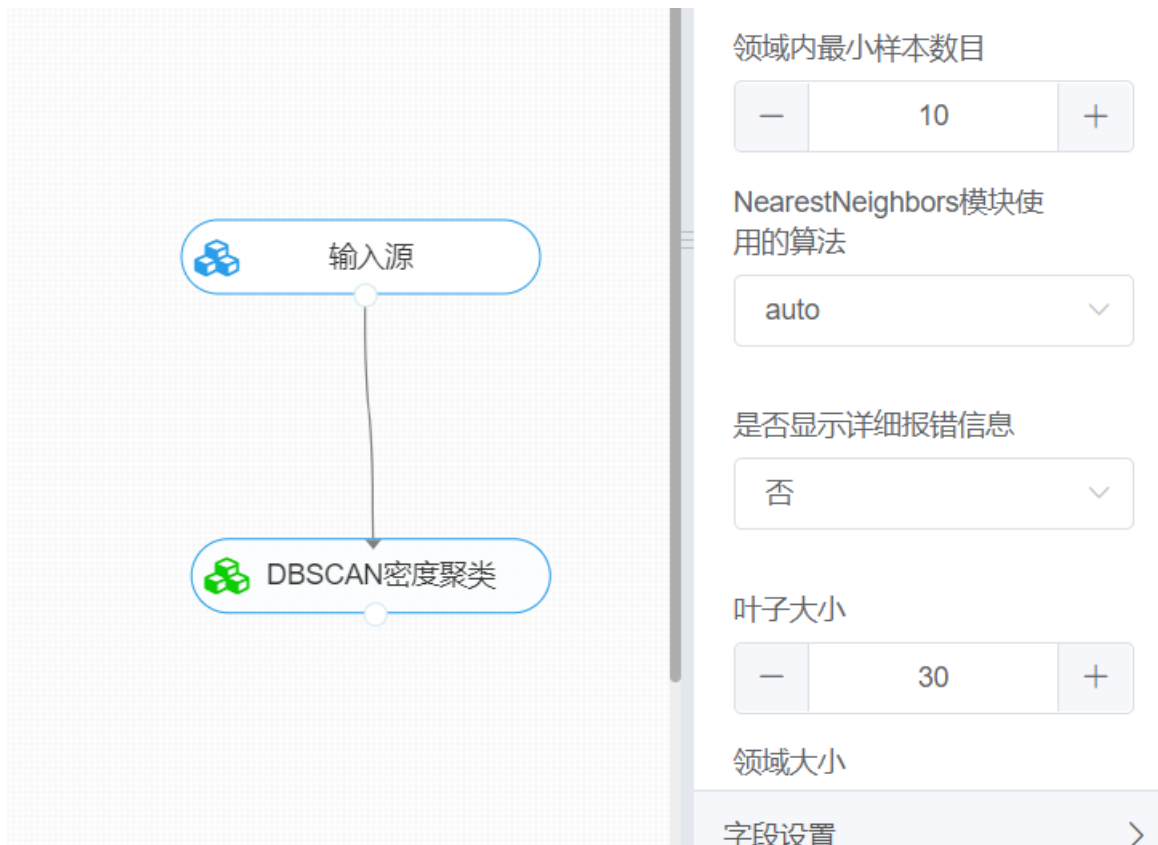 输入源
DBSCAN密度聚类
领域内最小样本数目
10
NearestNeighbors模块使
用的算法
auto
是否显示详细报错信息
否
叶子大小
30
领域大小
字段设置